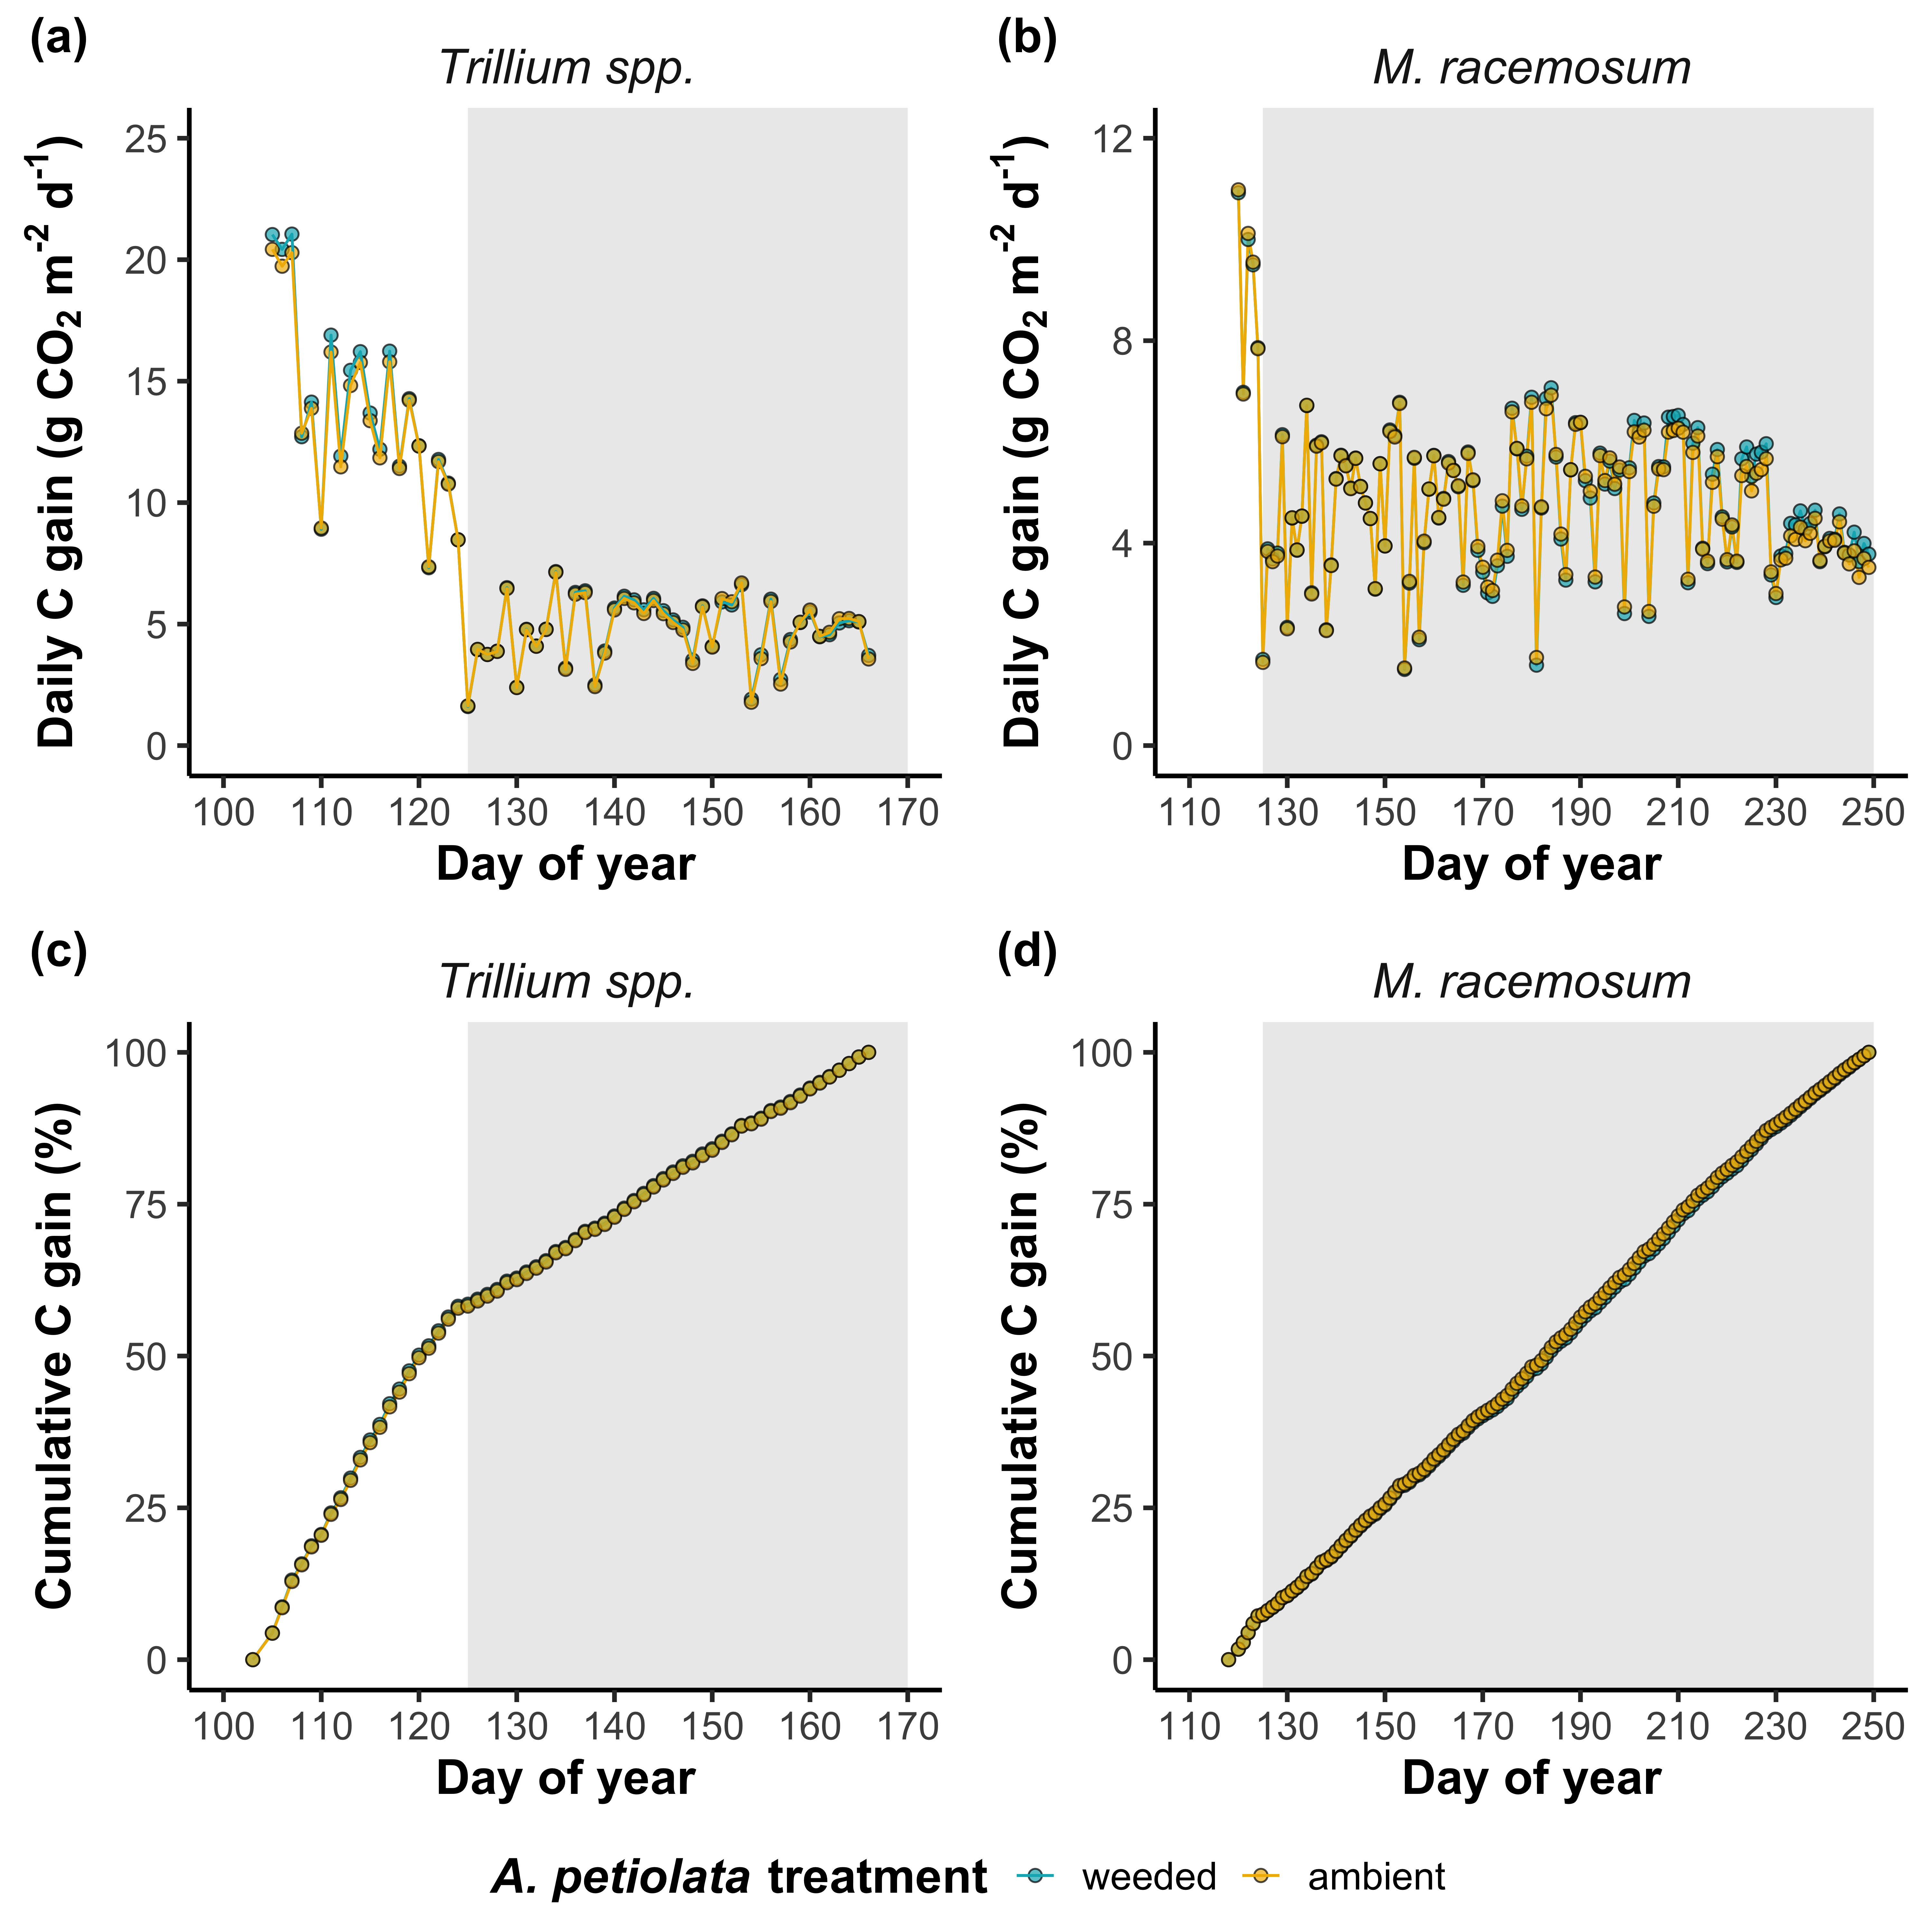 (a)
Trillium spp.
Daily C gain (g CO₂ m⁻² d⁻¹)
25
20
15
10
5
0
100 110 120 130 140 150 160 170
Day of year
(b)
M. racemosum
Daily C gain (g CO₂ m⁻² d⁻¹)
12
8
4
0
110 130 150 170 190 210 230 250
Day of year
(c)
Trillium spp.
Cumulative C gain (%)
100
75
50
25
0
100 110 120 130 140 150 160 170
Day of year
(d)
M. racemosum
Cumulative C gain (%)
100
75
50
25
0
110 130 150 170 190 210 230 250
Day of year
A. petiolata treatment weeded ambient